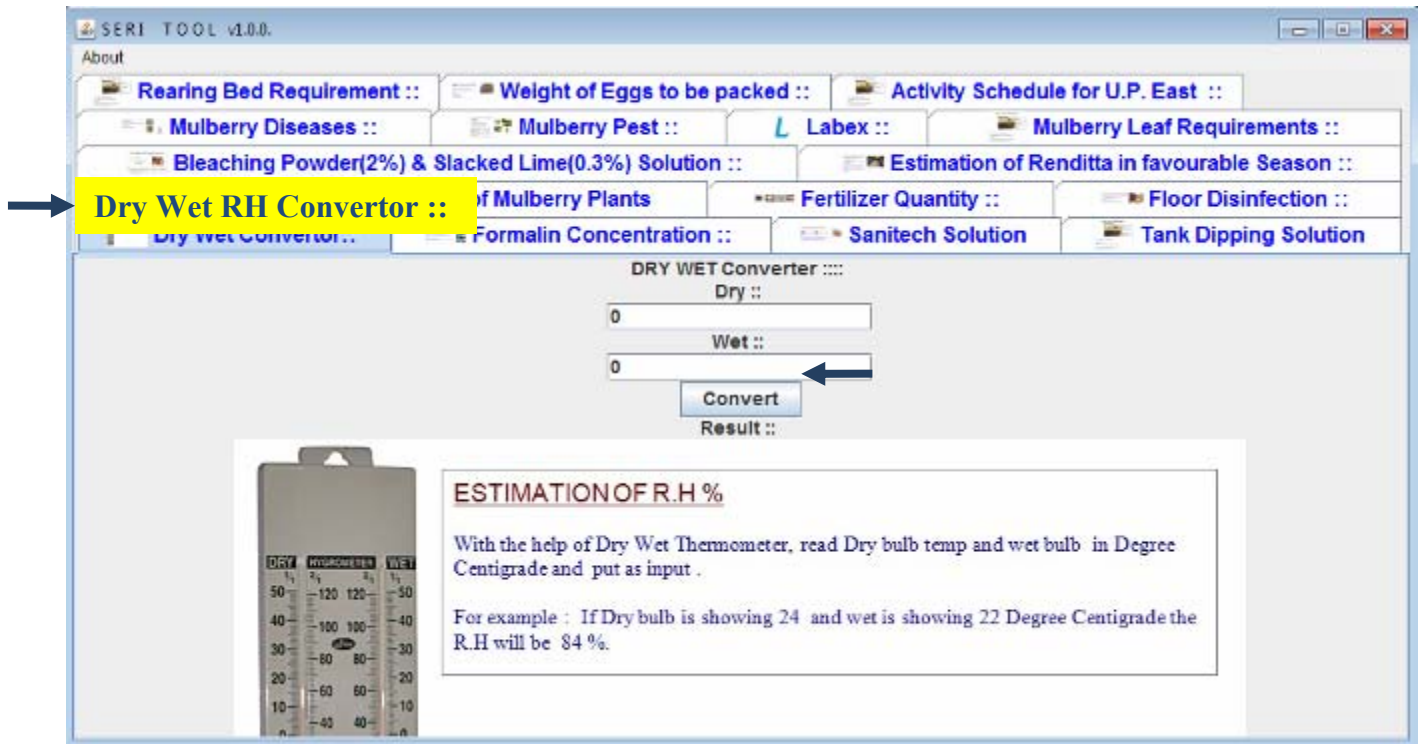 SERI TOOL v1.0.0.
About
Rearing Bed Requirement :: Weight of Eggs to be packed :: Activity Schedule for U.P. East ::
Mulberry Diseases :: Mulberry Pest :: L Labex :: Mulberry Leaf Requirements ::
Bleaching Powder(2%) & Slacked Lime(0.3%) Solution :: Estimation of Renditta in favourable Season ::
Dry Wet RH Convertor :: of Mulberry Plants Fertilizer Quantity :: Floor Disinfection ::
Dry Wet Convertor:: Formalin Concentration :: Sanitech Solution Tank Dipping Solution
DRY WET Converter ::::
Dry ::
0
Wet ::
0
Convert
Result ::
ESTIMATION OF R.H %
With the help of Dry Wet Thermometer, read Dry bulb temp and wet bulb in Degree
Centigrade and put as input .
For example : If Dry bulb is showing 24 and wet is showing 22 Degree Centigrade the
R.H will be 84 %.
DRY HYGROMETER WET
50 120 120 50
40 100 100 40
30 80 80 30
20 60 60 20
10 40 40 10
0 0